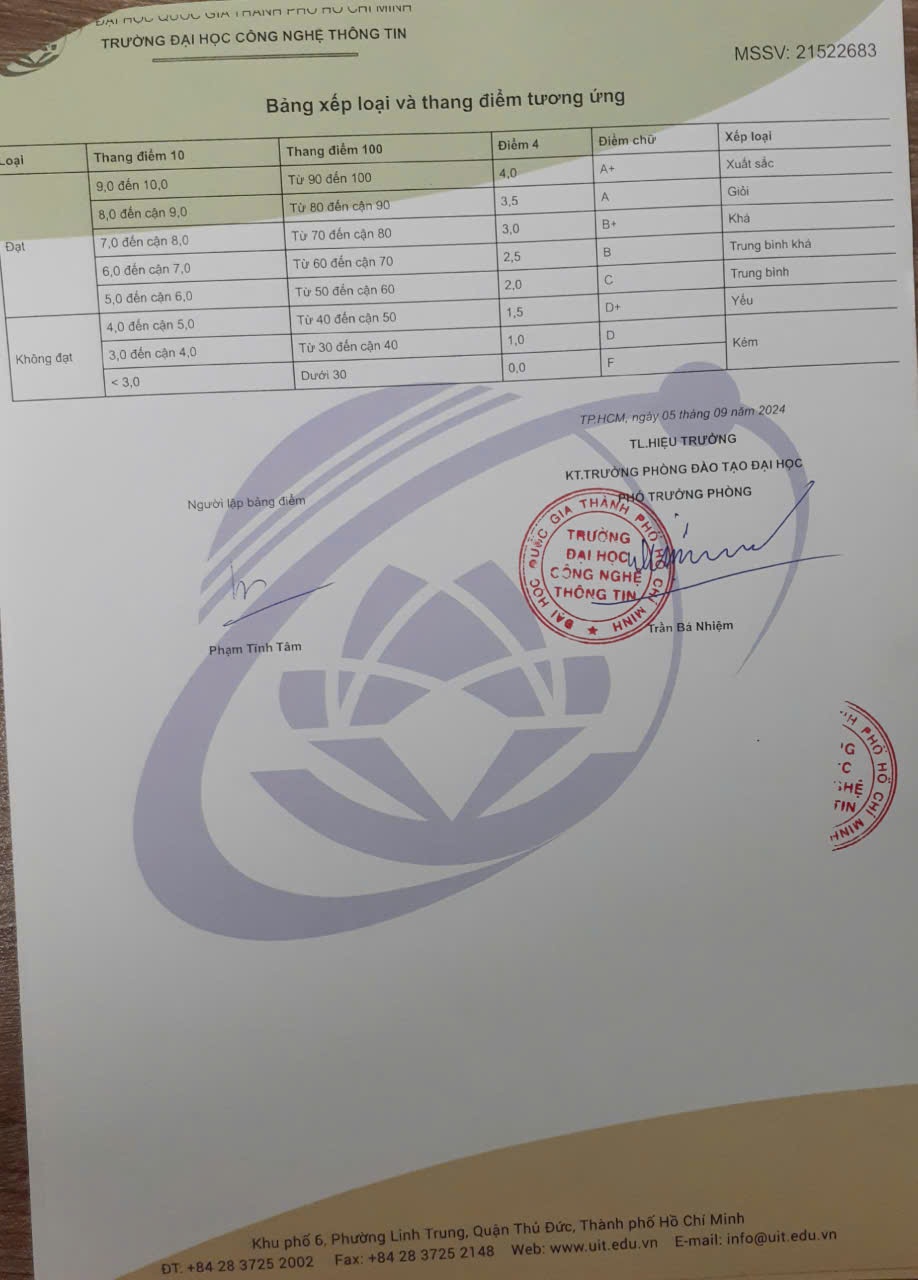 ĐẠI HỌC QUỐC GIA THÀNH PHỐ HỒ CHÍ MINH
TRƯỜNG ĐẠI HỌC CÔNG NGHỆ THÔNG TIN
MSSV: 21522683
Bảng xếp loại và thang điểm tương ứng
Loại Thang điểm 10 Thang điểm 100 Điểm 4 Điểm chữ Xếp loại
Đạt 9,0 đến 10,0 Từ 90 đến 100 4,0 A+ Xuất sắc
8,0 đến cận 9,0 Từ 80 đến cận 90 3,5 A Giỏi
7,0 đến cận 8,0 Từ 70 đến cận 80 3,0 B+ Khá
6,0 đến cận 7,0 Từ 60 đến cận 70 2,5 B Trung bình khá
5,0 đến cận 6,0 Từ 50 đến cận 60 2,0 C Trung bình
Không đạt 4,0 đến cận 5,0 Từ 40 đến cận 50 1,5 D+ Yếu
3,0 đến cận 4,0 Từ 30 đến cận 40 1,0 D Kém
< 3,0 Dưới 30 0,0 F
TP.HCM, ngày 05 tháng 09 năm 2024
TL.HIỆU TRƯỞNG
KT.TRƯỞNG PHÒNG ĐÀO TẠO ĐẠI HỌC
PHÓ TRƯỞNG PHÒNG
Người lập bảng điểm
ĐẠI HỌC QUỐC GIA THÀNH PHỐ HỒ CHÍ MINH
TRƯỜNG
ĐẠI HỌC
CÔNG NGHỆ
THÔNG TIN
Trần Bá Nhiệm
Phạm Tĩnh Tâm
PHỐ HỒ CHÍ MINH
HỆ
TIN
Khu phố 6, Phường Linh Trung, Quận Thủ Đức, Thành phố Hồ Chí Minh
ĐT: +84 28 3725 2002 Fax: +84 28 3725 2148 Web: www.uit.edu.vn E-mail: info@uit.edu.vn